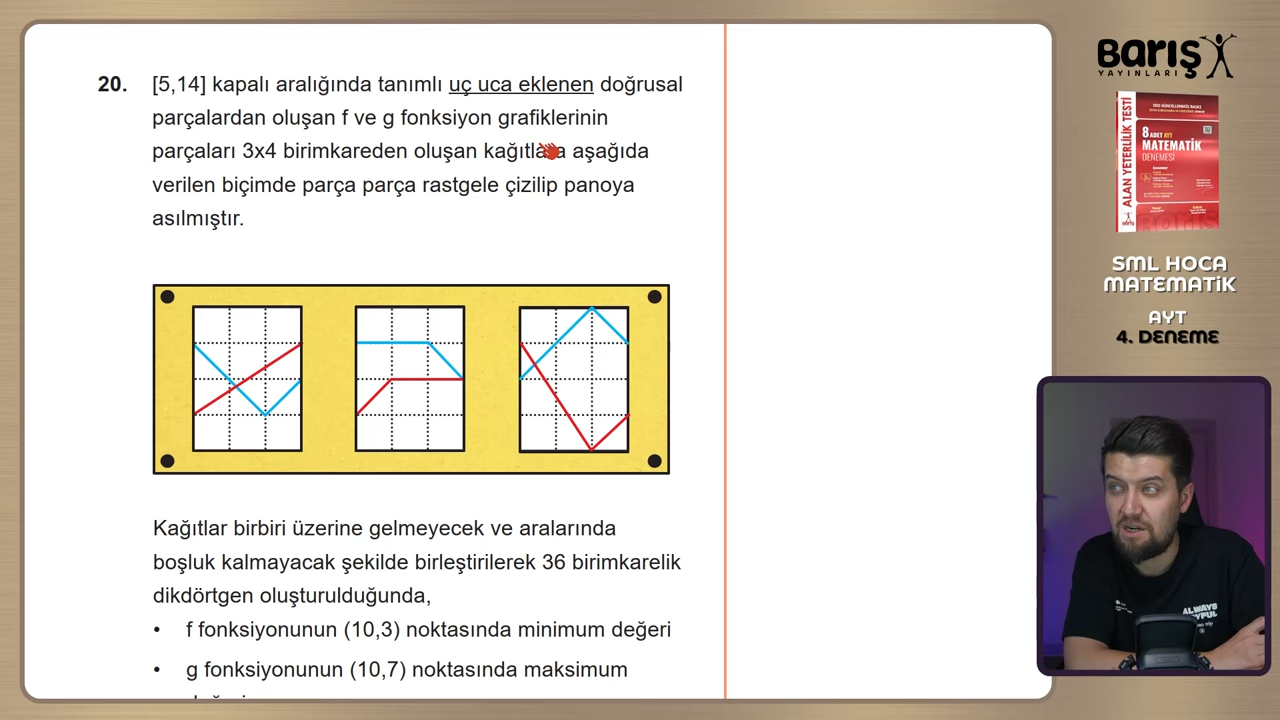 20. [5,14] kapalı aralığında tanımlı uç uca eklenen doğrusal
parçalardan oluşan f ve g fonksiyon grafiklerinin
parçaları 3x4 birimkareden oluşan kağıtlara aşağıda
verilen biçimde parça parça rastgele çizilip panoya
asılmıştır.
Kağıtlar birbiri üzerine gelmeyecek ve aralarında
boşluk kalmayacak şekilde birleştirilerek 36 birimkarelik
dikdörtgen oluşturulduğunda,
• f fonksiyonunun (10,3) noktasında minimum değeri
• g fonksiyonunun (10,7) noktasında maksimum
BARIŞ
YAYINLARI
ALAN YETERLİLİK TESTİ
8 ADET AYT
MATEMATİK
DENEMESİ
SML HOCA
MATEMATİK
AYT
4. DENEME
ALWAYS